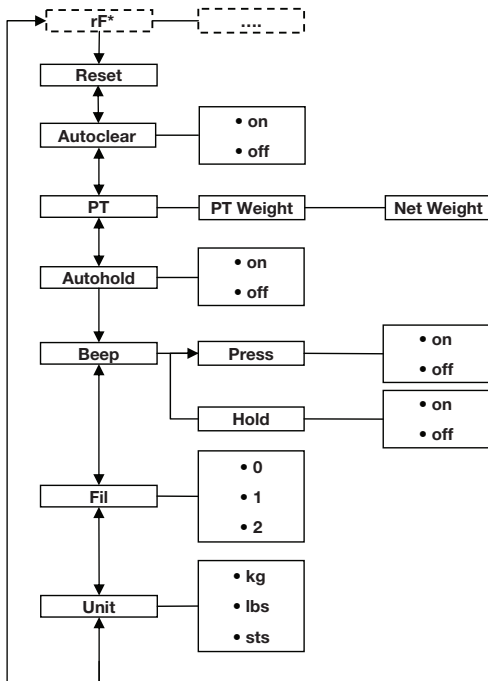 rF* ....
Reset
Autoclear
• on
• off
PT PT Weight Net Weight
Autohold
• on
• off
Beep Press
• on
• off
Hold
• on
• off
Fil
• 0
• 1
• 2
Unit
• kg
• lbs
• sts